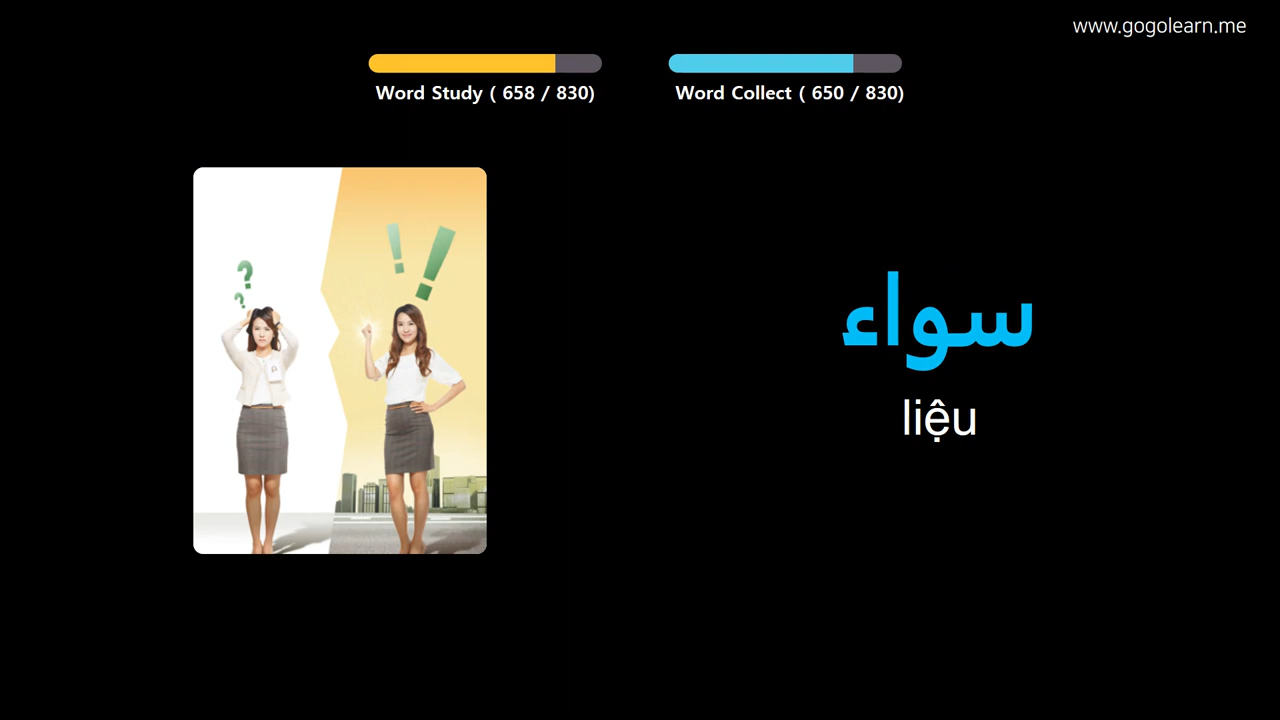 www.gogolearn.me
Word Study ( 658 / 830)
Word Collect ( 650 / 830)
? ?
! !
سواء
liệu